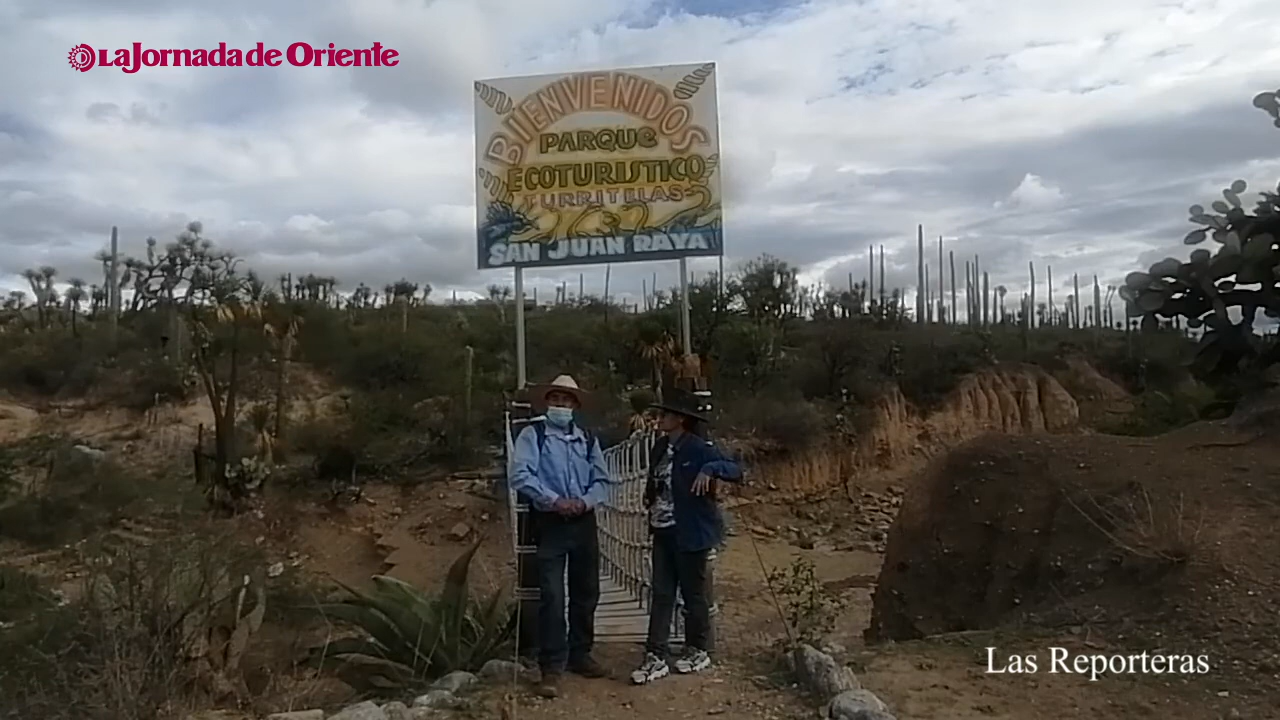 La Jornada de Oriente
BIENVENIDOS
PARQUE
ECOTURISTICO
TURRITELAS
SAN JUAN RAYA
Las Reporteras